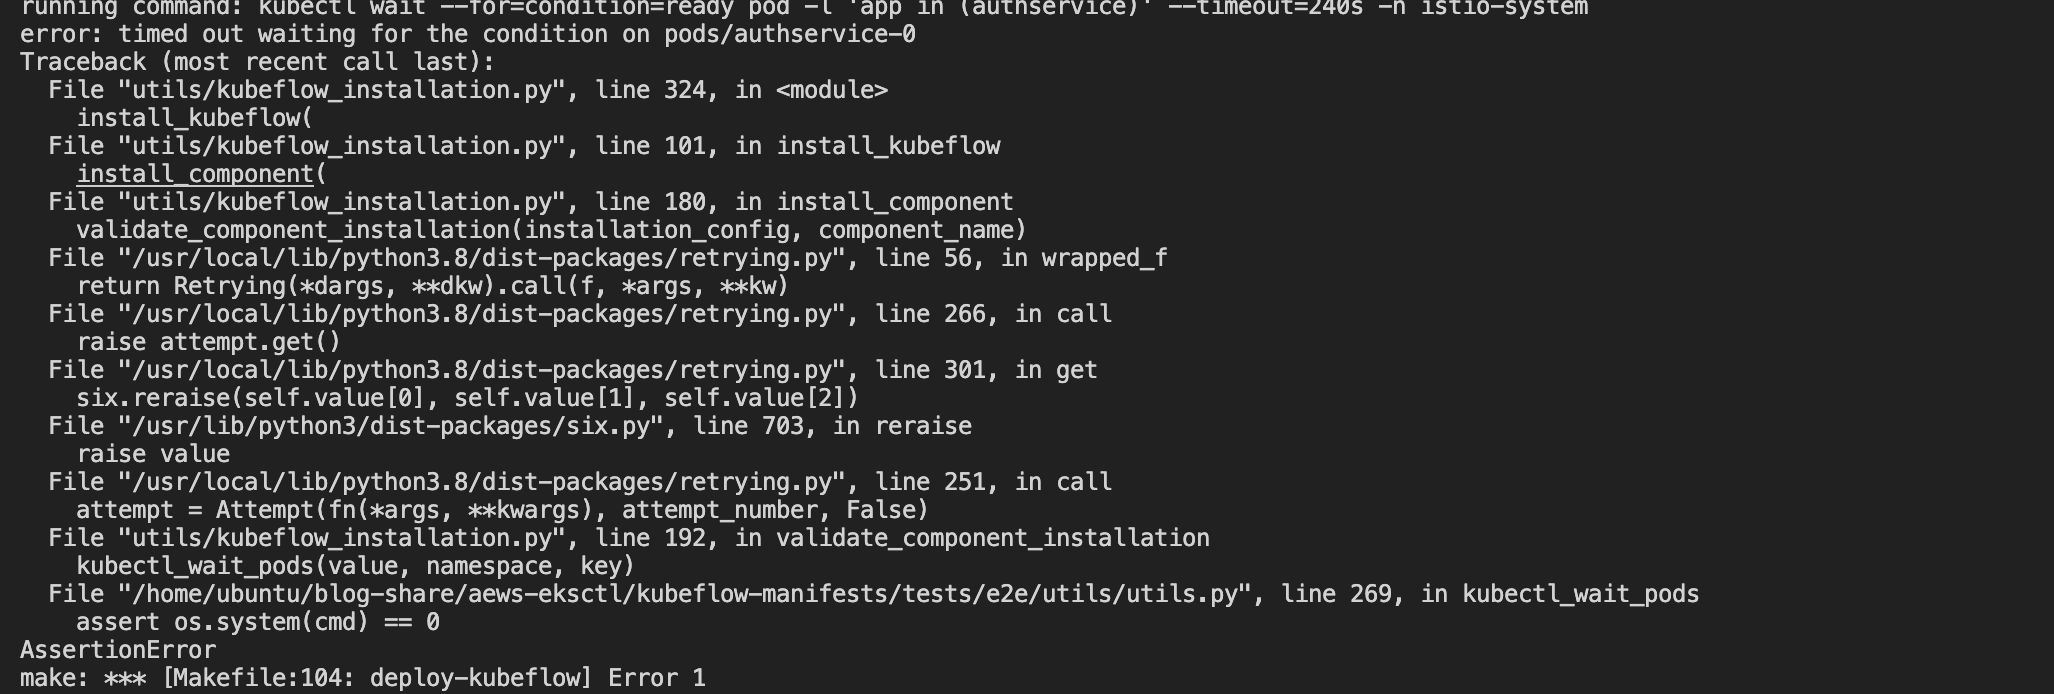 running command: kubectl wait --for=condition=ready pod -l 'app in (authservice)' --timeout=240s -n istio-system
error: timed out waiting for the condition on pods/authservice-0
Traceback (most recent call last):
  File "utils/kubeflow_installation.py", line 324, in <module>
    install_kubeflow(
  File "utils/kubeflow_installation.py", line 101, in install_kubeflow
    install_component(
  File "utils/kubeflow_installation.py", line 180, in install_component
    validate_component_installation(installation_config, component_name)
  File "/usr/local/lib/python3.8/dist-packages/retrying.py", line 56, in wrapped_f
    return Retrying(*dargs, **dkw).call(f, *args, **kw)
  File "/usr/local/lib/python3.8/dist-packages/retrying.py", line 266, in call
    raise attempt.get()
  File "/usr/local/lib/python3.8/dist-packages/retrying.py", line 301, in get
    six.reraise(self.value[0], self.value[1], self.value[2])
  File "/usr/lib/python3/dist-packages/six.py", line 703, in reraise
    raise value
  File "/usr/local/lib/python3.8/dist-packages/retrying.py", line 251, in call
    attempt = Attempt(fn(*args, **kwargs), attempt_number, False)
  File "utils/kubeflow_installation.py", line 192, in validate_component_installation
    kubectl_wait_pods(value, namespace, key)
  File "/home/ubuntu/blog-share/aews-eksctl/kubeflow-manifests/tests/e2e/utils/utils.py", line 269, in kubectl_wait_pods
    assert os.system(cmd) == 0
AssertionError
make: *** [Makefile:104: deploy-kubeflow] Error 1